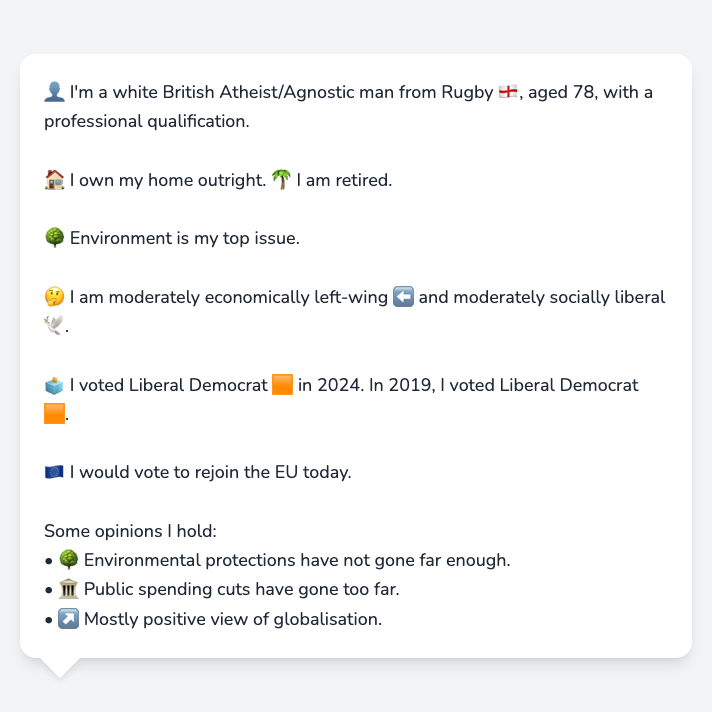 👤 I'm a white British Atheist/Agnostic man from Rugby 🏴󠁧󠁢󠁥󠁮󠁧󠁿, aged 78, with a
professional qualification.
🏠 I own my home outright. 🌴 I am retired.
🌳 Environment is my top issue.
🤔 I am moderately economically left-wing ⬅️ and moderately socially liberal
🕊️.
🗳️ I voted Liberal Democrat 🟧 in 2024. In 2019, I voted Liberal Democrat
🟧.
🇪🇺 I would vote to rejoin the EU today.
Some opinions I hold:
• 🌳 Environmental protections have not gone far enough.
• 🏛️ Public spending cuts have gone too far.
• ↗️ Mostly positive view of globalisation.